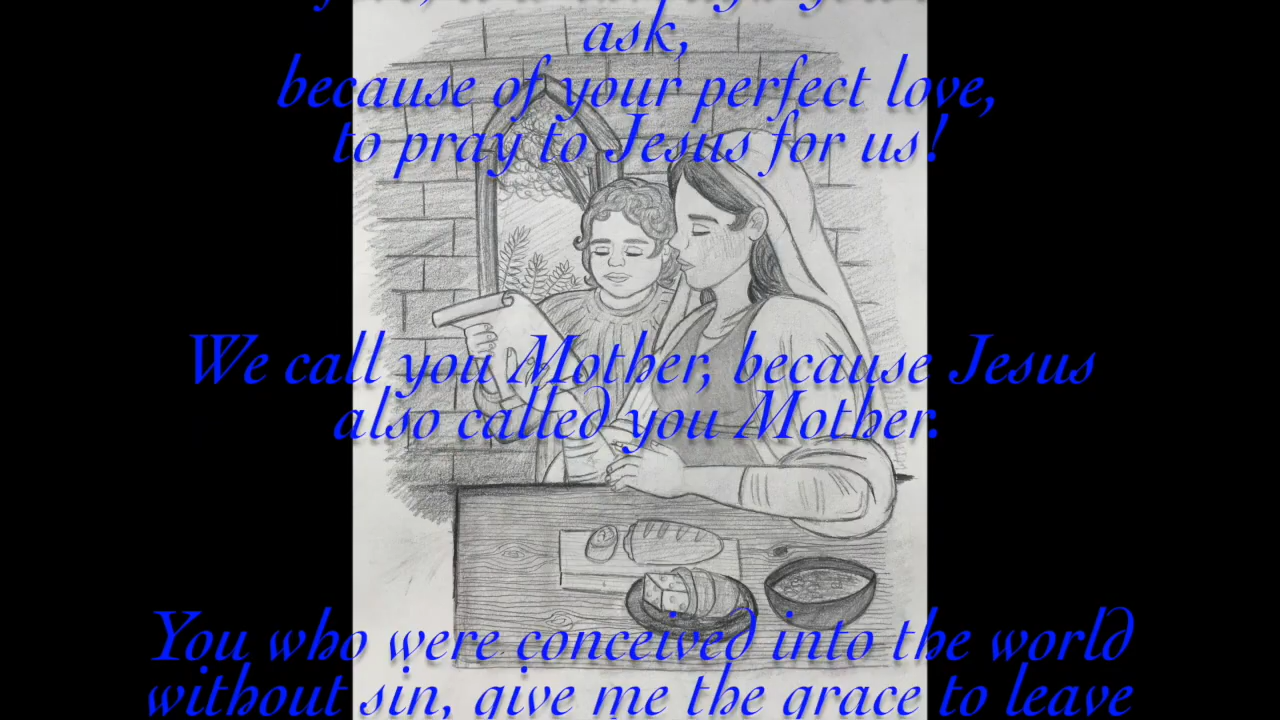 ask,
because of your perfect love,
to pray to Jesus for us!
We call you Mother, because Jesus
also called you Mother.
You who were conceived into the world
without sin, give me the grace to leave